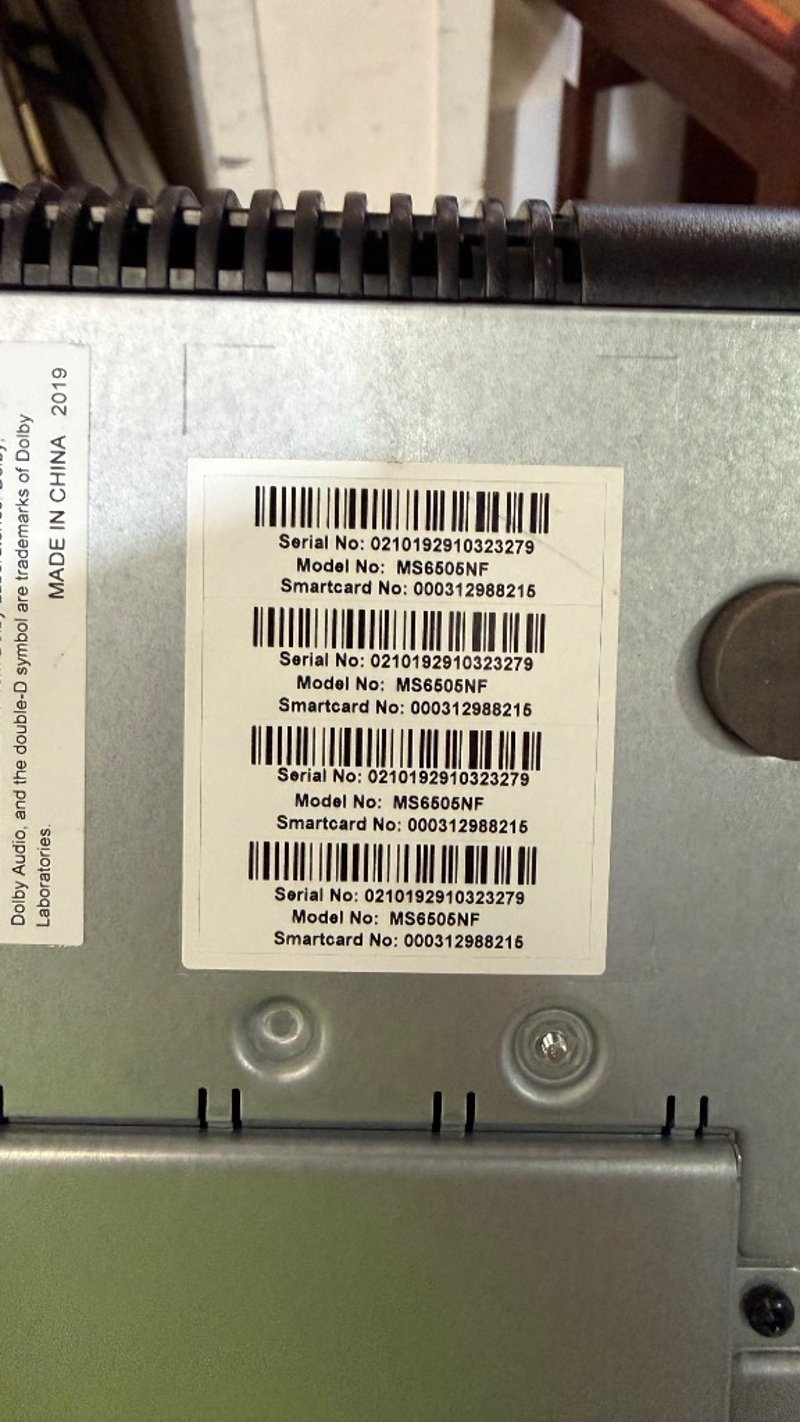 Dolby Audio, and the double-D symbol are trademarks of Dolby
Laboratories.
MADE IN CHINA 2019
Serial No: 0210192910323279
Model No: MS6505NF
Smartcard No: 000312988215
Serial No: 0210192910323279
Model No: MS6505NF
Smartcard No: 000312988215
Serial No: 0210192910323279
Model No: MS6505NF
Smartcard No: 000312988215
Serial No: 0210192910323279
Model No: MS6505NF
Smartcard No: 000312988215